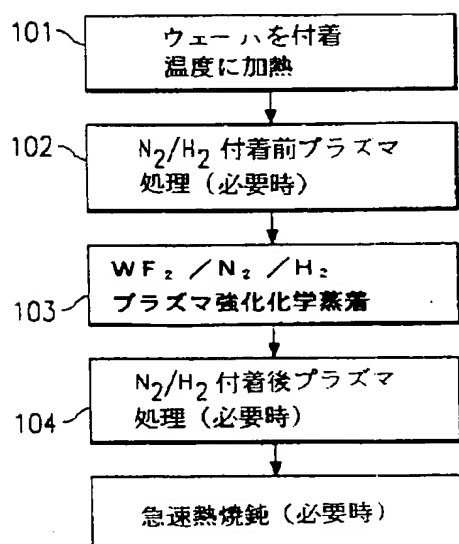 101
ウェーハを付着
温度に加熱
102
N₂/H₂ 付着前プラズマ
処理（必要時）
103
WF₂／N₂／H₂
プラズマ強化化学蒸着
104
N₂/H₂ 付着後プラズマ
処理（必要時）
急速熱焼鈍（必要時）